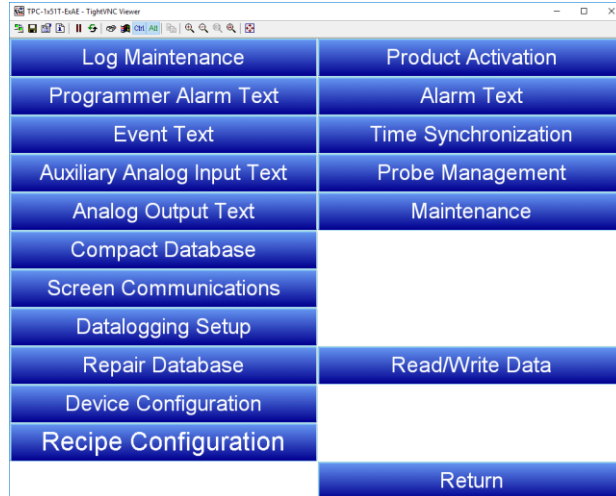 TPC-1x51T-ExAE - TightVNC Viewer
Ctrl Alt
Log Maintenance
Product Activation
Programmer Alarm Text
Alarm Text
Event Text
Time Synchronization
Auxiliary Analog Input Text
Probe Management
Analog Output Text
Maintenance
Compact Database
Screen Communications
Datalogging Setup
Repair Database
Read/Write Data
Device Configuration
Recipe Configuration
Return